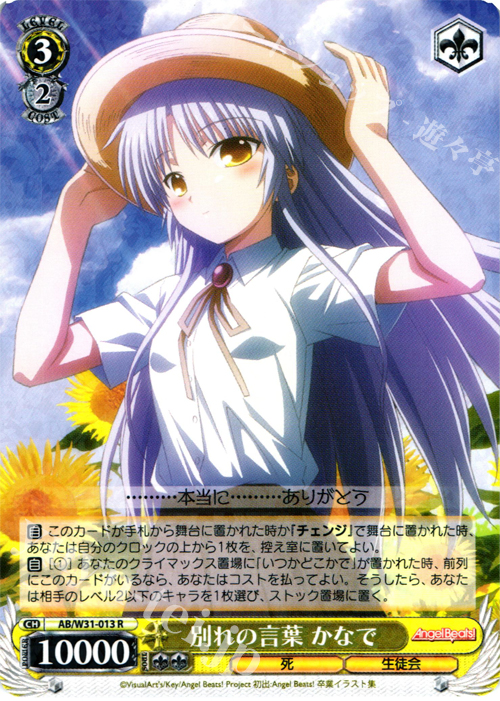 LEVEL
3
2
COST
遊々亭
………本当に………ありがとう
自 このカードが手札から舞台に置かれた時か「チェンジ」で舞台に置かれた時、
あなたは自分のクロックの上から1枚を、控え室に置いてよい。
自 [①] あなたのクライマックス置場に「いつかどこかで」が置かれた時、前列
にこのカードがいるなら、あなたはコストを払ってよい。そうしたら、あなた
は相手のレベル2以下のキャラを1枚選び、ストック置場に置く。
CH AB/W31-013 R
別れの言葉 かなで
Angel Beats!
POWER 10000 SOUL
死 生徒会
©VisualArt's/Key/Angel Beats! Project 初出:Angel Beats! 卒業イラスト集